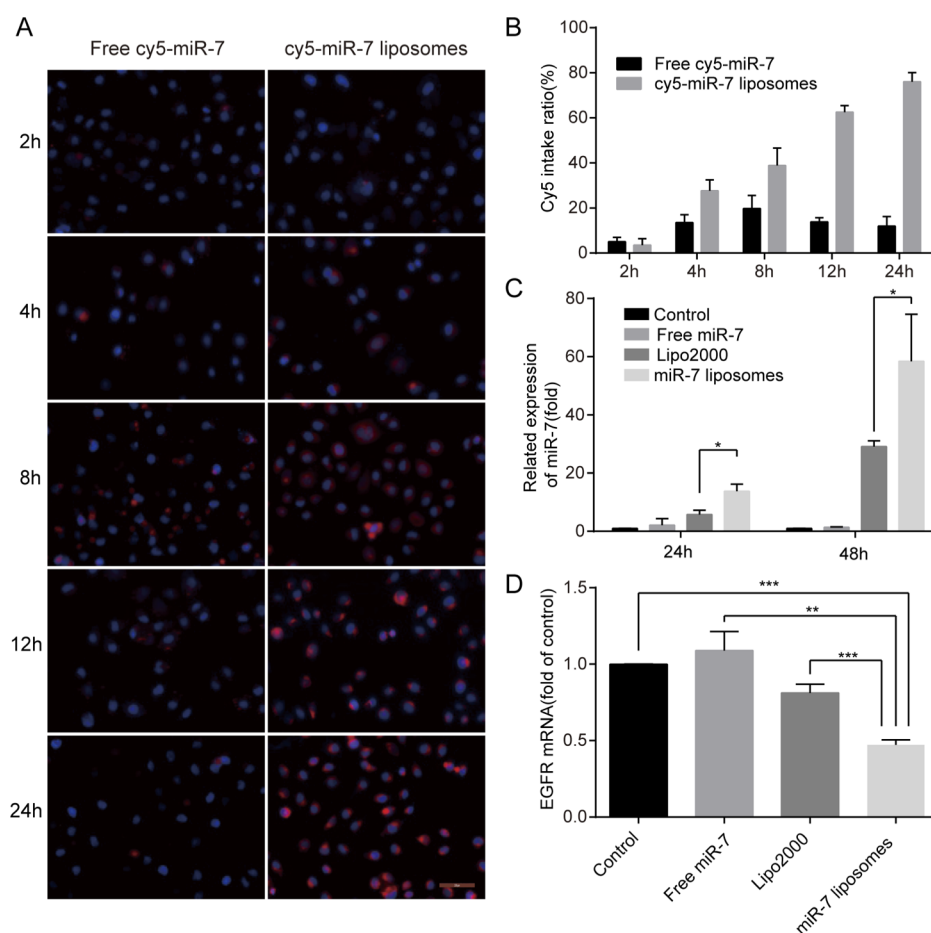 A
Free cy5-miR-7
cy5-miR-7 liposomes
2h
4h
8h
12h
24h
B
Free cy5-miR-7
cy5-miR-7 liposomes
Cy5 intake ratio(%)
80
60
40
20
0
2h 4h 8h 12h 24h
C
Control
Free miR-7
Lipo2000
miR-7 liposomes
Related expression
of miR-7(fold)
80
60
40
20
0
*
*
24h 48h
D
EGFR mRNA(fold of control)
1.5
1.0
0.5
0.0
***
**
***
Control
Free miR-7
Lipo2000
miR-7 liposomes